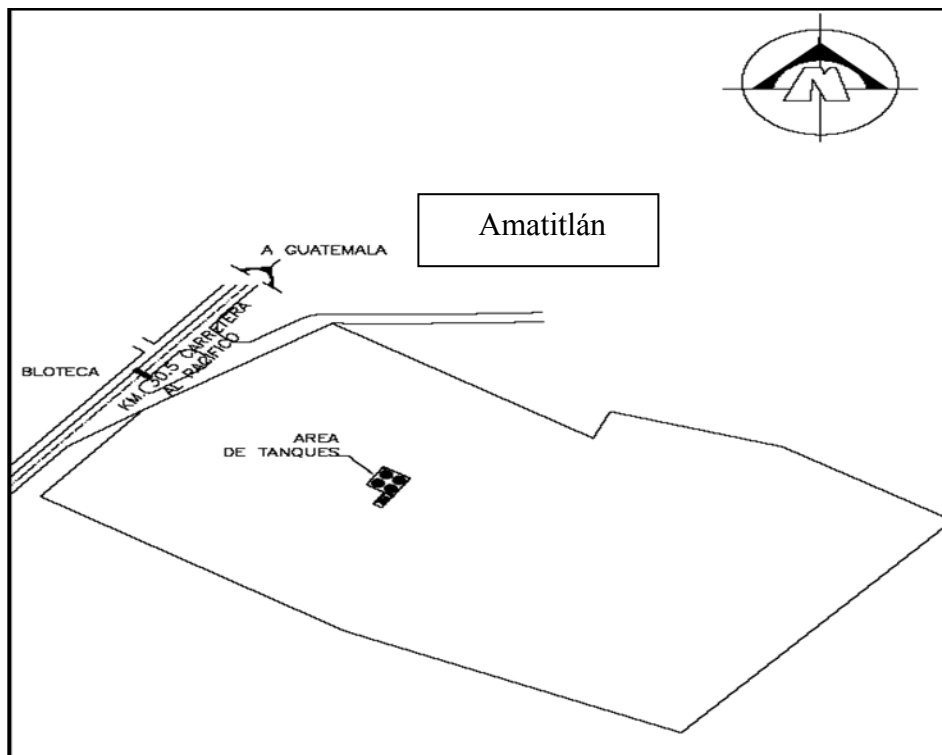 N
Amatitlán
A GUATEMALA
BLOTECA
KM. 30.5 CARRETERA
AL PACIFICO
AREA
DE TANQUES